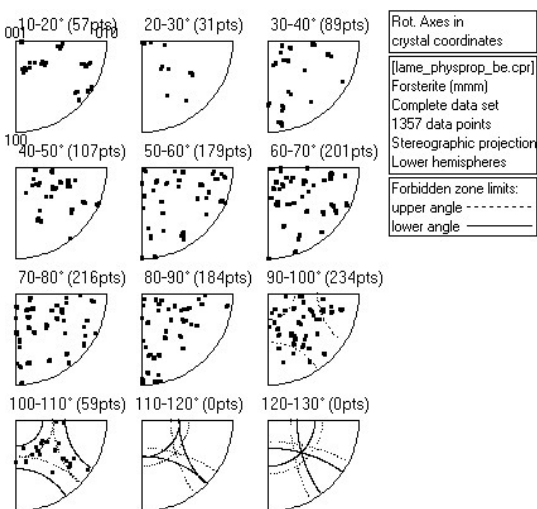 10-20° (57pts) 20-30° (31pts) 30-40° (89pts)
001 010
100
40-50° (107pts) 50-60° (179pts) 60-70° (201pts)
70-80° (216pts) 80-90° (184pts) 90-100° (234pts)
100-110° (59pts) 110-120° (0pts) 120-130° (0pts)
Rot. Axes in
crystal coordinates
[lame_physprop_be.cpr]
Forsterite (mmm)
Complete data set
1357 data points
Stereographic projection
Lower hemispheres
Forbidden zone limits:
upper angle
lower angle